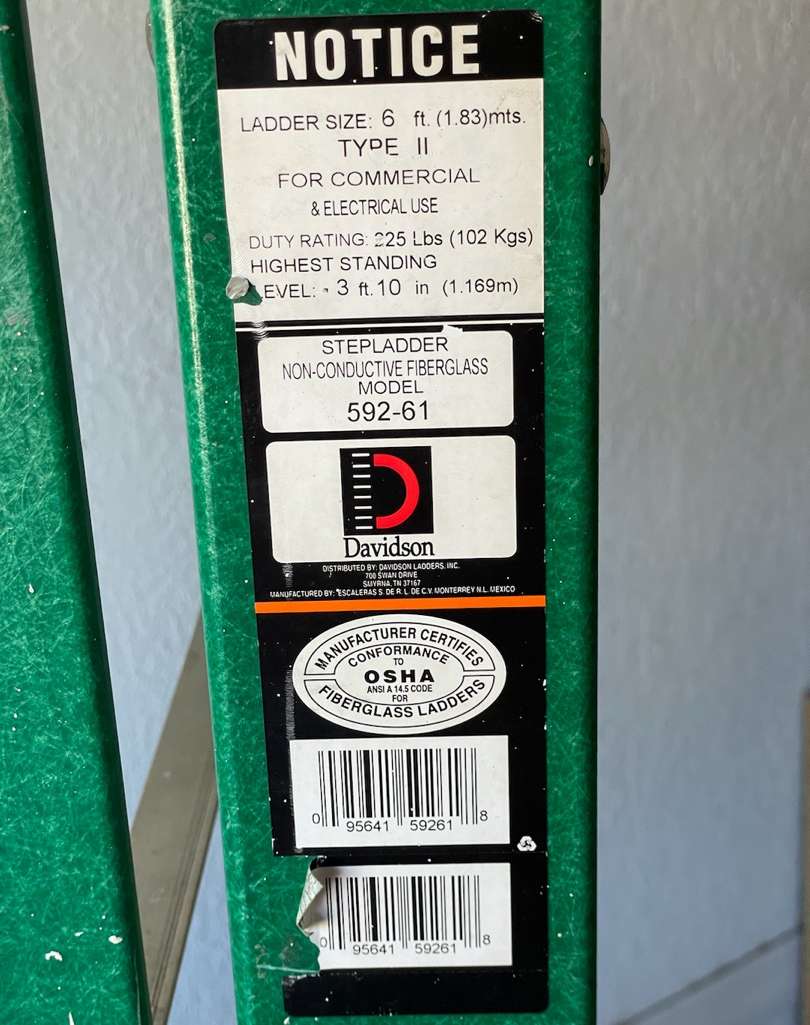 NOTICE
LADDER SIZE: 6 ft. (1.83)mts.
TYPE II
FOR COMMERCIAL
& ELECTRICAL USE
DUTY RATING: 225 Lbs (102 Kgs)
HIGHEST STANDING
EVEL: - 3 ft.10 in (1.169m)
STEPLADDER
NON-CONDUCTIVE FIBERGLASS
MODEL
592-61
Davidson
DISTRIBUTED BY: DAVIDSON LADDERS, INC.
700 SWAN DRIVE
SMYRNA, TN 37167
MANUFACTURED BY: ESCALERAS S. DE R. L. DE C.V. MONTERREY N.L. MEXICO
MANUFACTURER CERTIFIES
CONFORMANCE
TO
OSHA
ANSI A 14.5 CODE
FOR
FIBERGLASS LADDERS
0 95641 59261 8
0 95641 59261 8